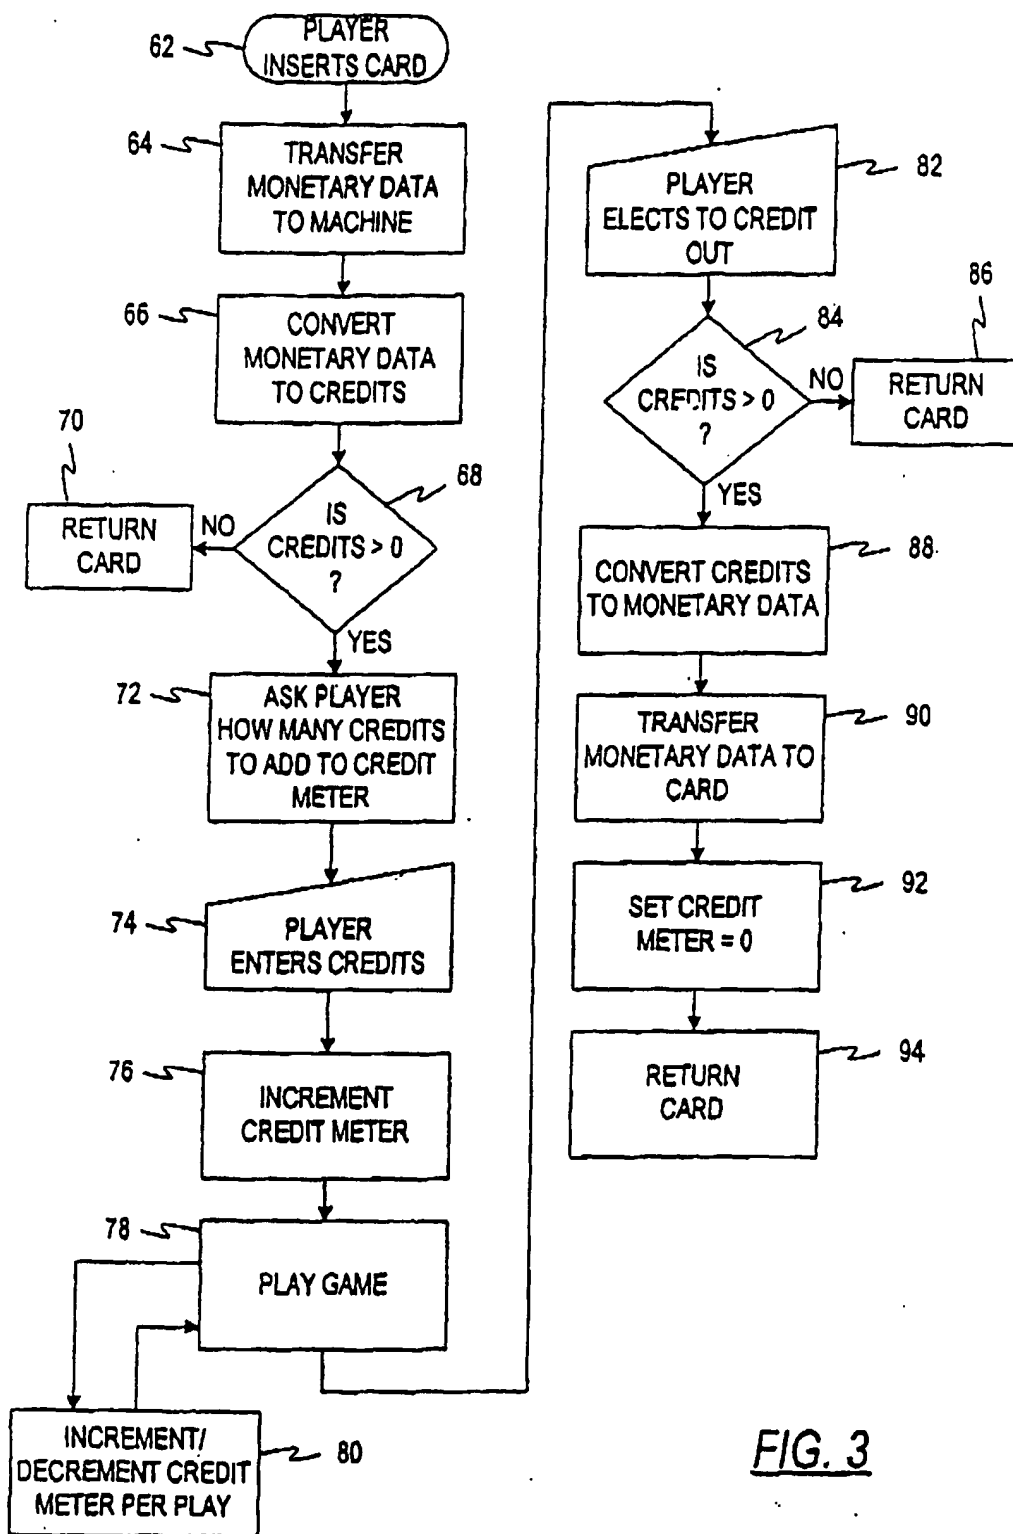 62
PLAYER
INSERTS CARD
64
TRANSFER
MONETARY DATA
TO MACHINE
66
CONVERT
MONETARY DATA
TO CREDITS
68
IS
CREDITS > 0
?
NO
70
RETURN
CARD
YES
72
ASK PLAYER
HOW MANY CREDITS
TO ADD TO CREDIT
METER
74
PLAYER
ENTERS CREDITS
76
INCREMENT
CREDIT METER
78
PLAY GAME
INCREMENT/
DECREMENT CREDIT
METER PER PLAY
80
82
PLAYER
ELECTS TO CREDIT
OUT
84
IS
CREDITS > 0
?
NO
86
RETURN
CARD
YES
88
CONVERT CREDITS
TO MONETARY DATA
90
TRANSFER
MONETARY DATA TO
CARD
92
SET CREDIT
METER = 0
94
RETURN
CARD
FIG. 3